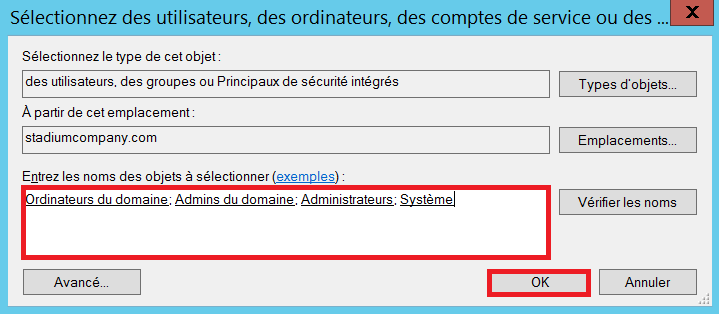 Sélectionnez des utilisateurs, des ordinateurs, des comptes de service ou des ...
X
Sélectionnez le type de cet objet :
des utilisateurs, des groupes ou Principaux de sécurité intégrés
Types d'objets...
À partir de cet emplacement :
stadiumcompany.com
Emplacements...
Entrez les noms des objets à sélectionner (exemples) :
Ordinateurs du domaine; Admins du domaine; Administrateurs; Système
Vérifier les noms
Avancé...
OK
Annuler